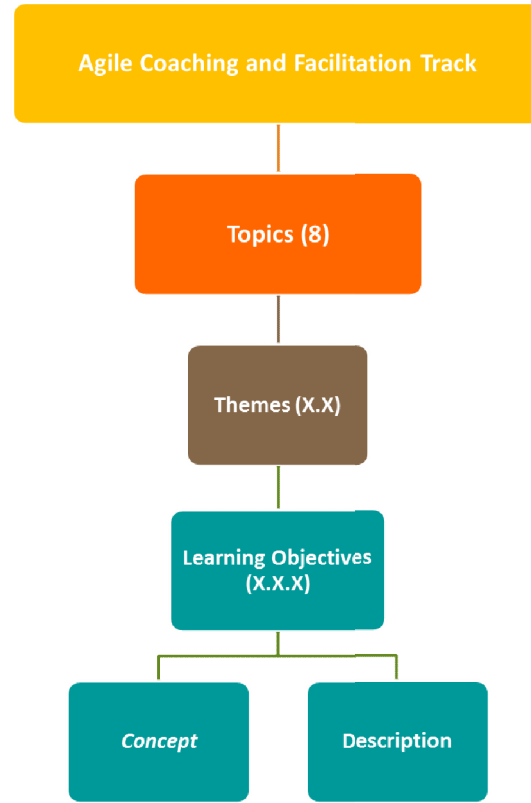 Agile Coaching and Facilitation Track
Topics (8)
Themes (X.X)
Learning Objectives
(X.X.X)
Concept
Description